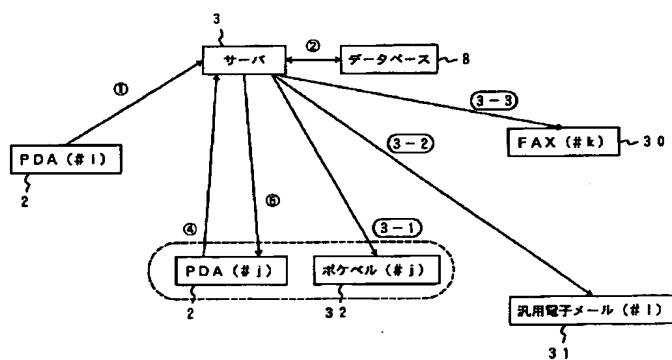 3
サーバ
②
データベース
8
①
3-3
3-2
FAX(#k)
30
PDA(#i)
2
④
⑤
3-1
PDA(#j)
ポケベル(#j)
2
32
汎用電子メール(#l)
31